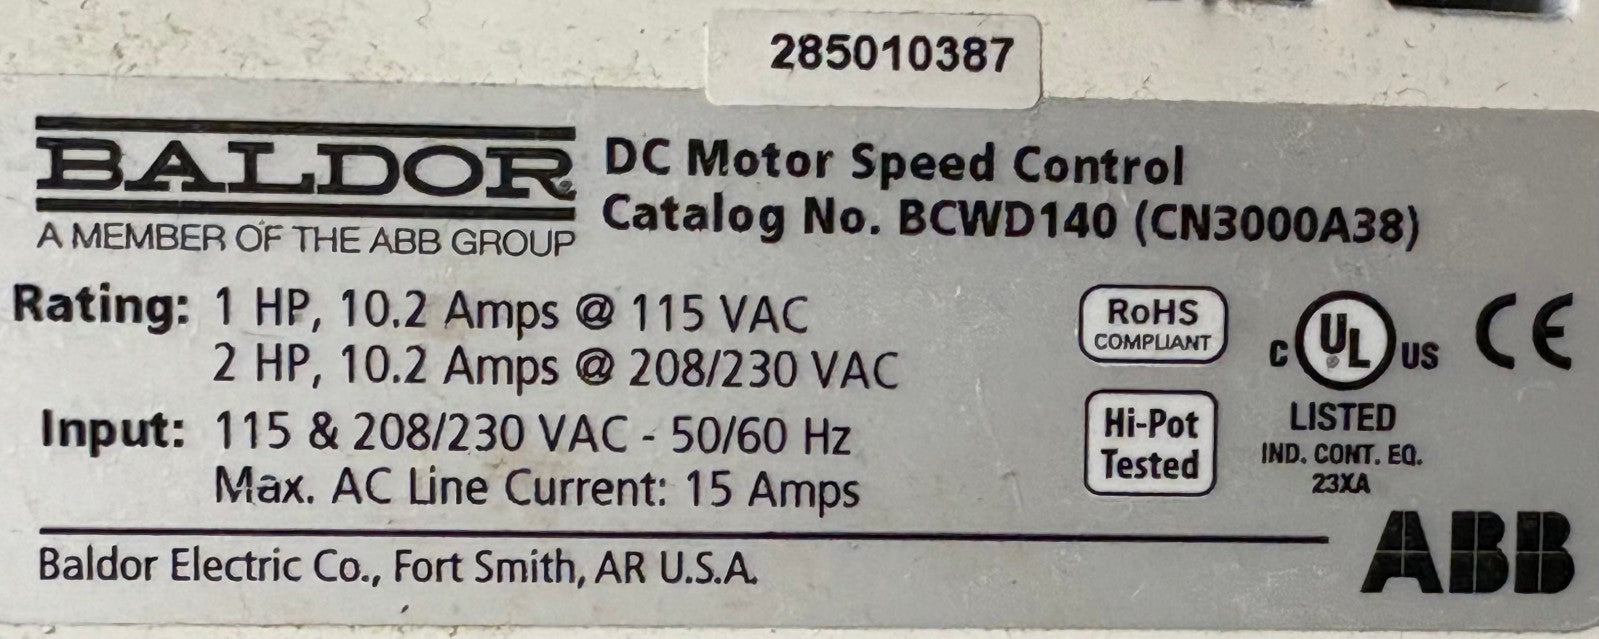 285010387
BALDOR
A MEMBER OF THE ABB GROUP
DC Motor Speed Control
Catalog No. BCWD140 (CN3000A38)
Rating: 1 HP, 10.2 Amps @ 115 VAC
2 HP, 10.2 Amps @ 208/230 VAC
Input: 115 & 208/230 VAC - 50/60 Hz
Max. AC Line Current: 15 Amps
RoHS
COMPLIANT
Hi-Pot
Tested
C UL US
LISTED
IND. CONT. EQ.
23XA
CE
Baldor Electric Co., Fort Smith, AR U.S.A.
ABB